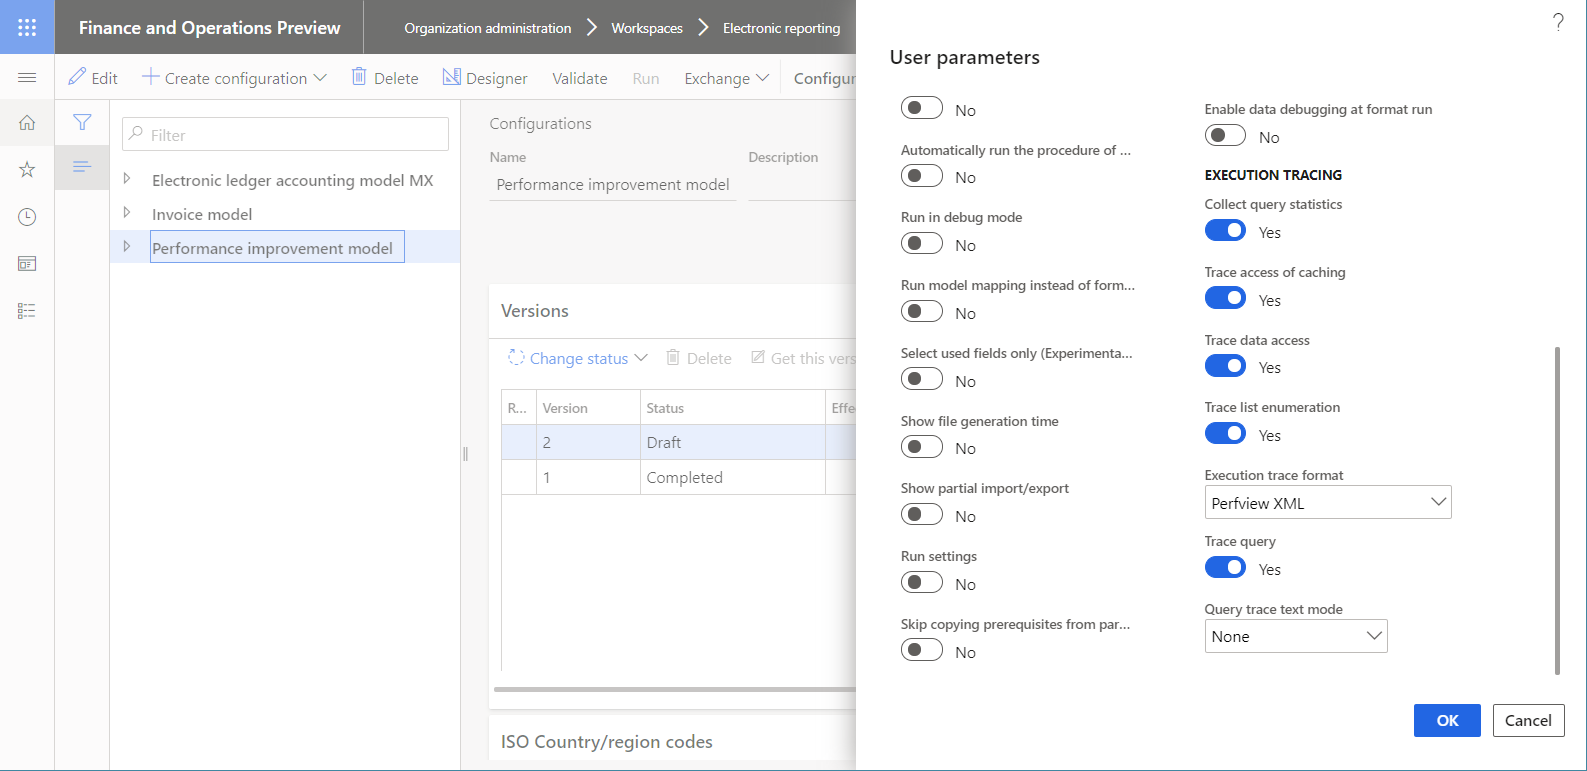 Finance and Operations Preview
Organization administration
Workspaces
Electronic reporting
?
Edit
Create configuration
Delete
Designer
Validate
Run
Exchange
Configur
Filter
Electronic ledger accounting model MX
Invoice model
Performance improvement model
Configurations
Name
Description
Performance improvement model
Versions
Change status
Delete
Get this vers
R...
Version
Status
Effe
2
Draft
1
Completed
ISO Country/region codes
User parameters
No
Automatically run the procedure of ...
No
Run in debug mode
No
Run model mapping instead of form...
No
Select used fields only (Experimenta...
No
Show file generation time
No
Show partial import/export
No
Run settings
No
Skip copying prerequisites from par...
No
Enable data debugging at format run
No
EXECUTION TRACING
Collect query statistics
Yes
Trace access of caching
Yes
Trace data access
Yes
Trace list enumeration
Yes
Execution trace format
Perfview XML
Trace query
Yes
Query trace text mode
None
OK
Cancel